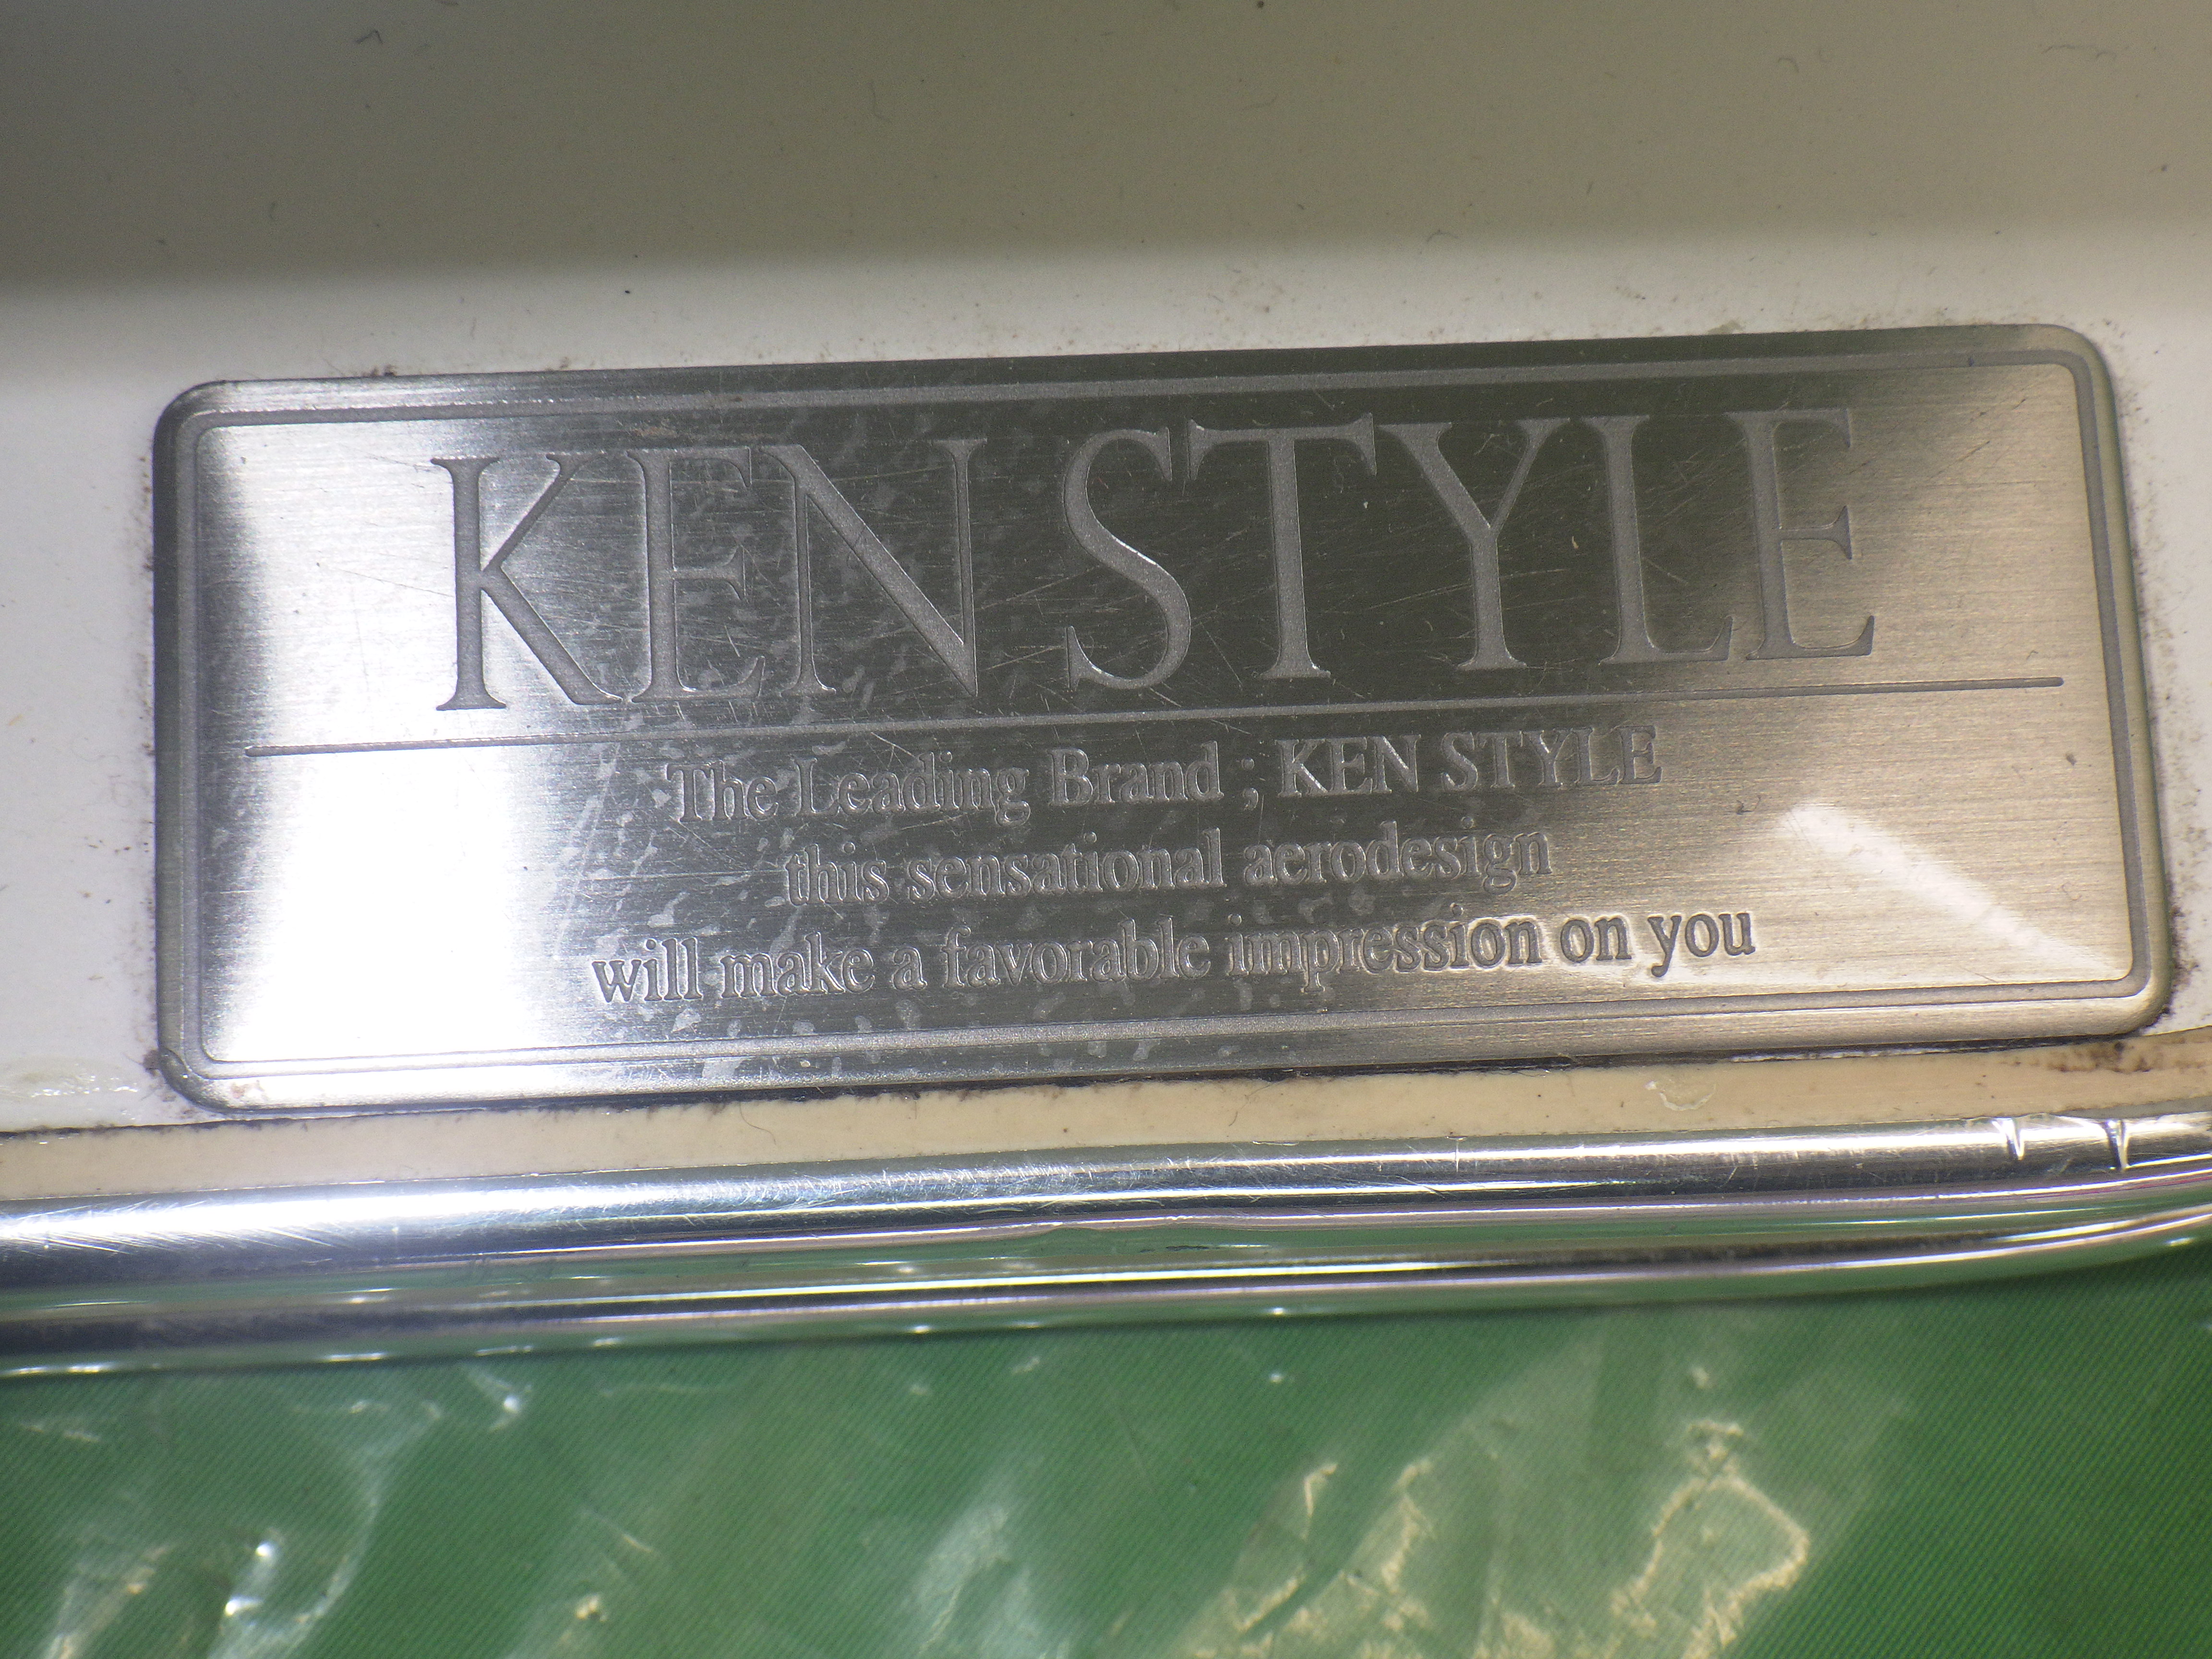 KEN STYLE
The Leading Brand ; KEN STYLE
this sensational aerodesign
will make a favorable impression on you